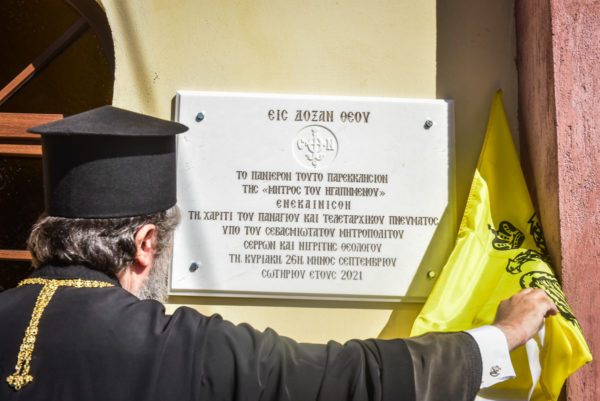 ΕΙΣ ΔΟΞΑΝ ΘΕΟΥ
ΤΟ ΠΑΝΙΕΡΟΝ ΤΟΥΤΟ ΠΑΡΕΚΚΛΗΣΙΟΝ
ΤΗΣ «ΜΗΤΡΟΣ ΤΟΥ ΗΓΑΠΗΜΕΝΟΥ»
ΕΝΕΚΑΙΝΙΣΘΗ
ΤΗ ΧΑΡΙΤΙ ΤΟΥ ΠΑΝΑΓΙΟΥ ΚΑΙ ΤΕΛΕΤΑΡΧΙΚΟΥ ΠΝΕΥΜΑΤΟΣ
ΥΠΟ ΤΟΥ ΣΕΒΑΣΜΙΩΤΑΤΟΥ ΜΗΤΡΟΠΟΛΙΤΟΥ
ΣΕΡΡΩΝ ΚΑΙ ΝΙΓΡΙΤΗΣ ΘΕΟΛΟΓΟΥ
ΤΗ ΚΥΡΙΑΚΗ 26Η ΜΗΝΟΣ ΣΕΠΤΕΜΒΡΙΟΥ
ΣΩΤΗΡΙΟΥ ΕΤΟΥΣ 2021